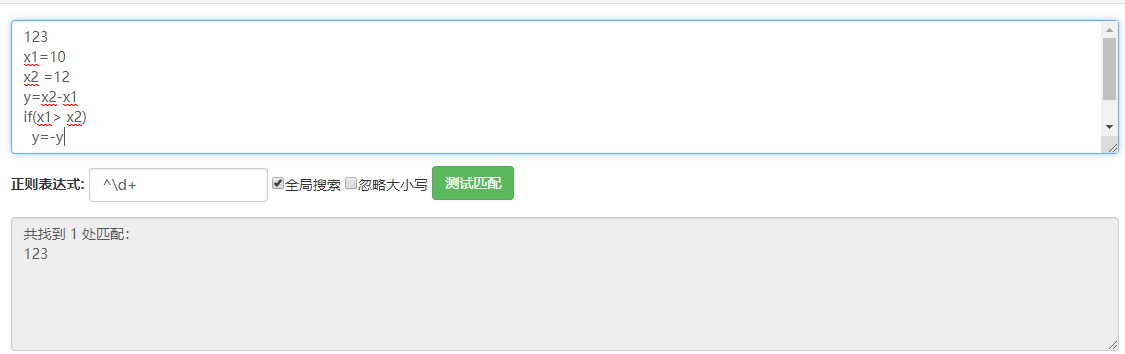 123
x1=10
x2 =12
y=x2-x1
if(x1> x2)
  y=-y
正则表达式: ^\d+ 全局搜索 忽略大小写 测试匹配
共找到 1 处匹配：
123